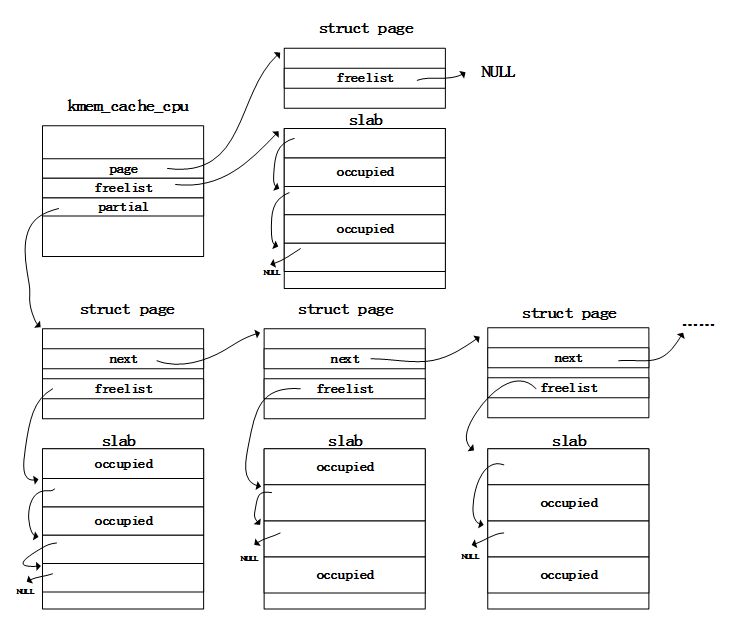 struct page
freelist
NULL
kmem_cache_cpu
page
freelist
partial
slab
occupied
occupied
NULL
struct page
next
freelist
struct page
next
freelist
struct page
next
freelist
......
slab
occupied
occupied
NULL
slab
occupied
NULL
occupied
slab
occupied
NULL
occupied